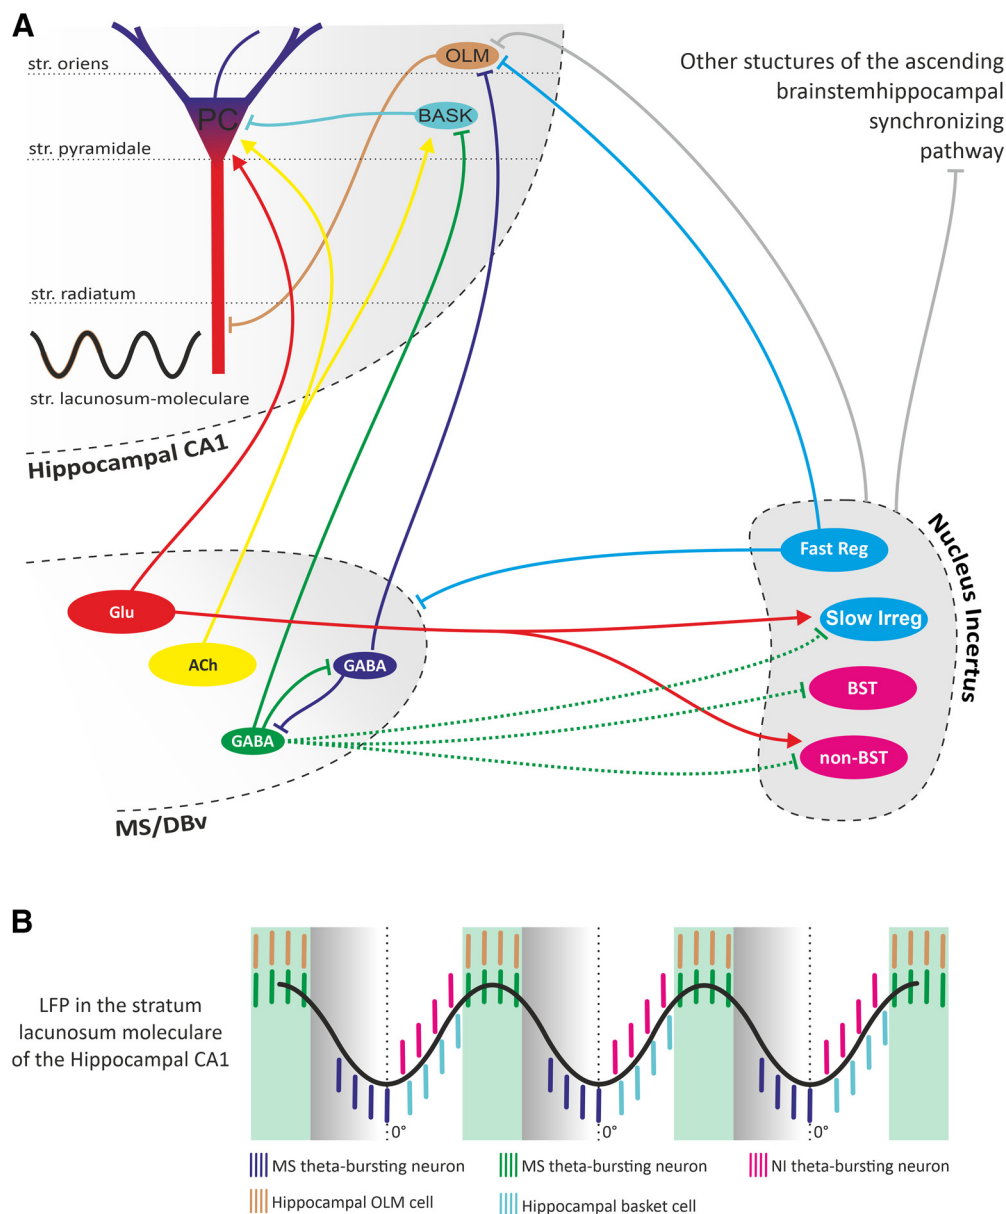 A
str. oriens
OLM
Other stuctures of the ascending
brainstemhippocampal
synchronizing
pathway
PC
BASK
str. pyramidale
str. radiatum
str. lacunosum-moleculare
Hippocampal CA1
Nucleus Incertus
Fast Reg
Glu
Slow Irreg
ACh
GABA
BST
GABA
non-BST
MS/DBv
B
LFP in the stratum
lacunosum moleculare
of the Hippocampal CA1
0°
0°
0°
MS theta-bursting neuron
MS theta-bursting neuron
NI theta-bursting neuron
Hippocampal OLM cell
Hippocampal basket cell